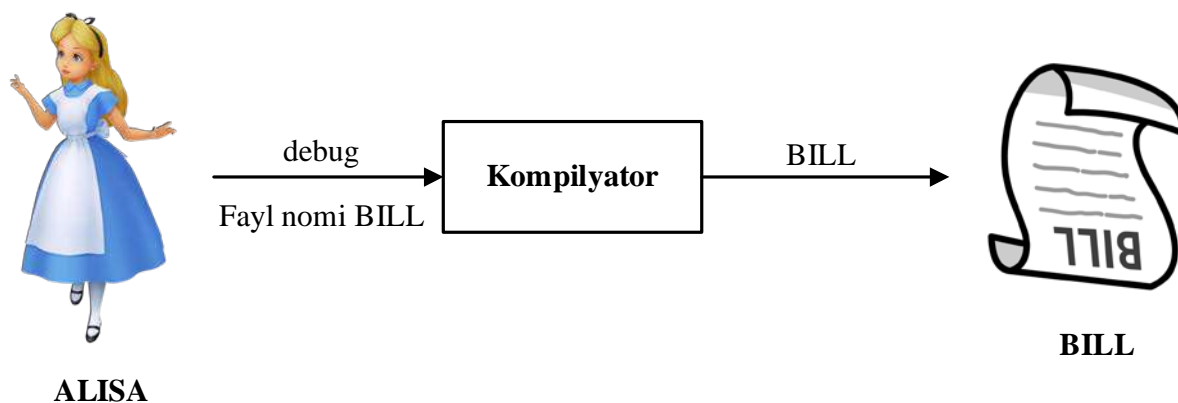 debug
Fayl nomi BILL
Kompilyator
BILL
BILL
BILL
ALISA